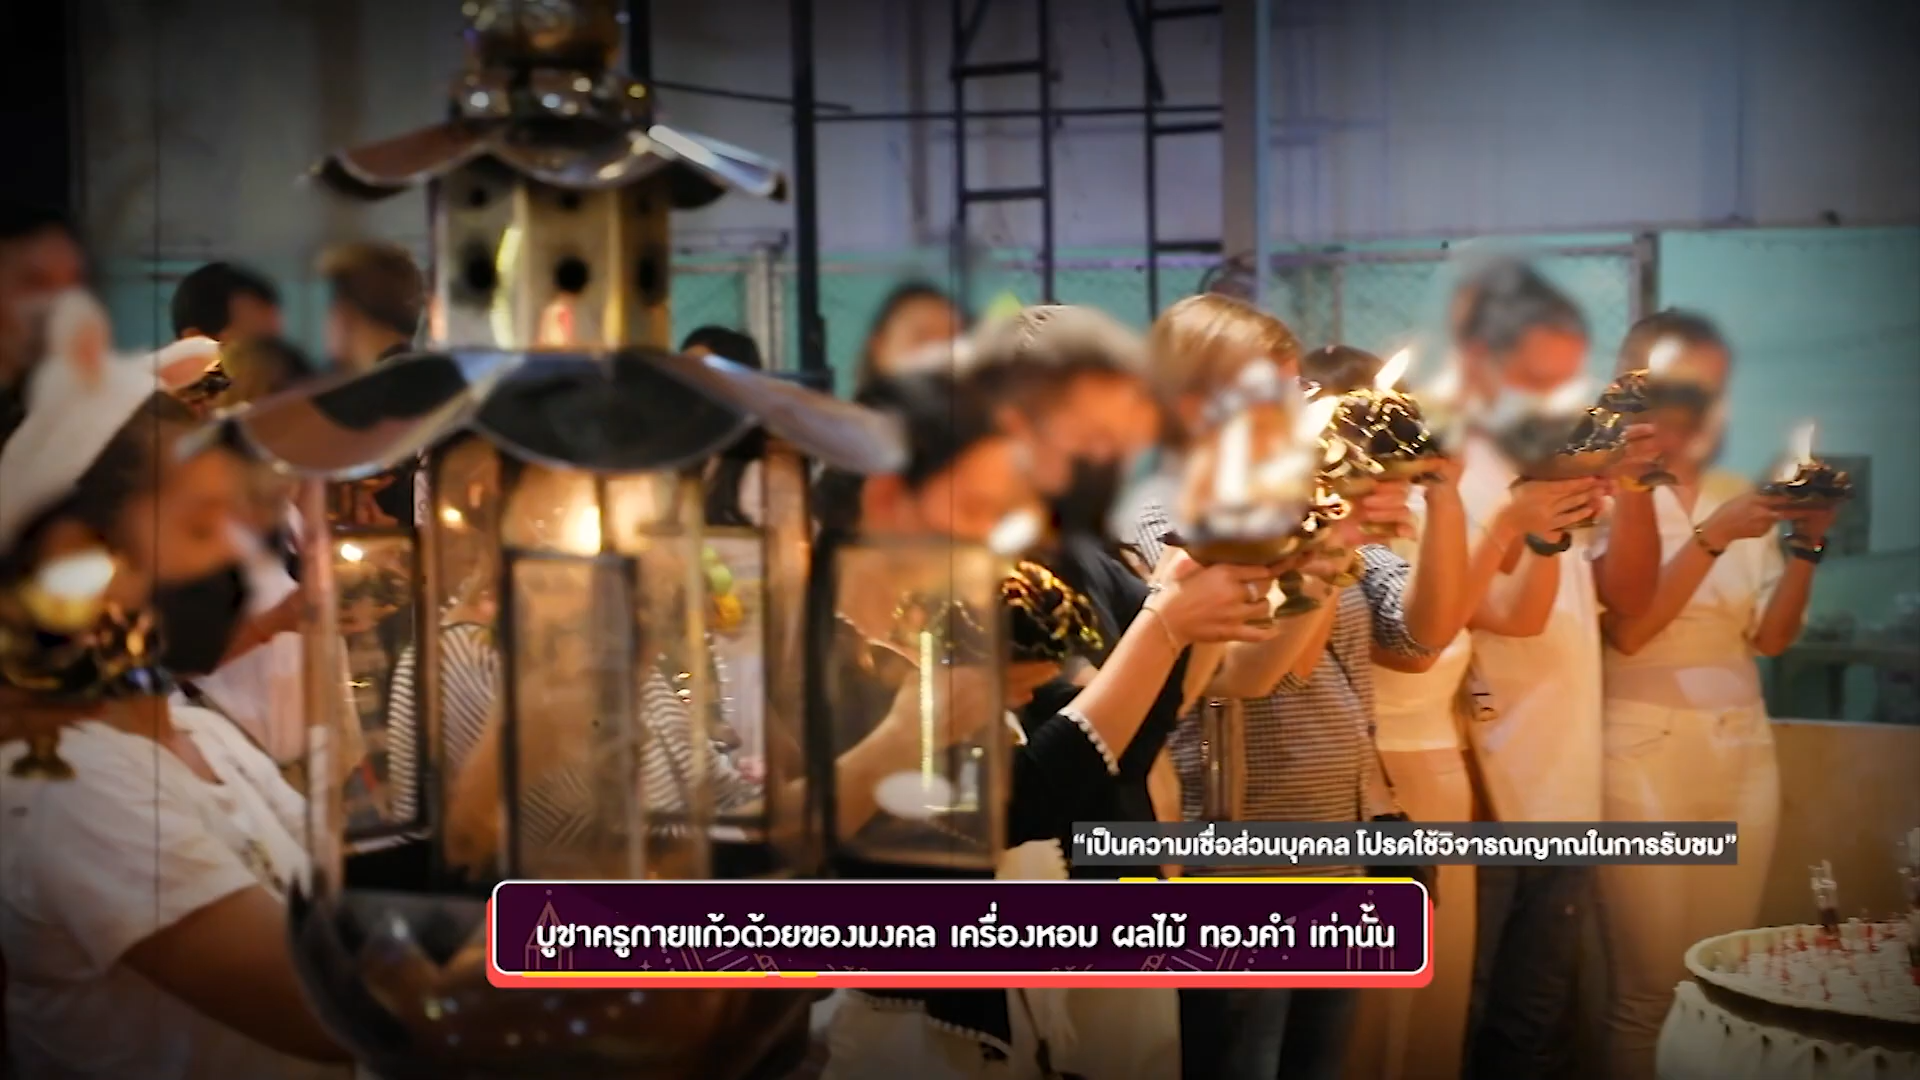 “เป็นความเชื่อส่วนบุคคล โปรดใช้วิจารณญาณในการรับชม”
บูชาครูกายแก้วด้วยของมงคล เครื่องหอม ผลไม้ ทองคำ เท่านั้น